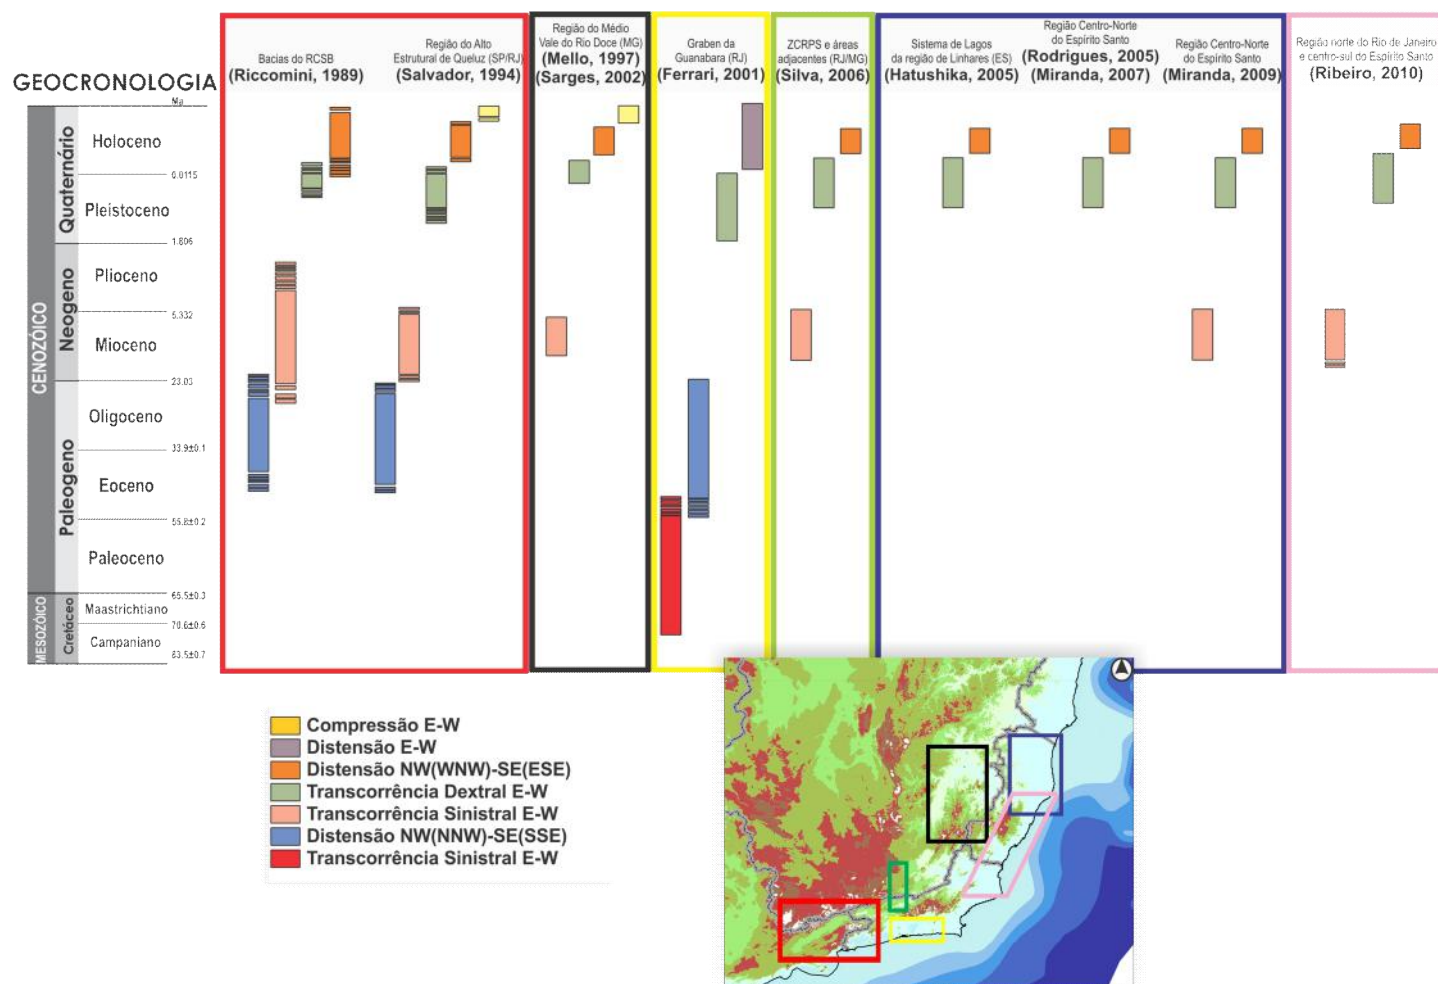 GEOCRONOLOGIA
Ma
CENOZÓICO
MESOZÓICO
Quaternário
Neogeno
Paleogeno
Cretáceo
Holoceno
0.0115
Pleistoceno
1.806
Plioceno
5.332
Mioceno
23.03
Oligoceno
33.9±0.1
Eoceno
55.8±0.2
Paleoceno
65.5±0.3
Maastrichtiano
70.6±0.6
Campaniano
83.5±0.7
Bacias do RCSB
(Riccomini, 1989)
Região do Alto
Estrutural de Queluz (SP/RJ)
(Salvador, 1994)
Região do Médio
Vale do Rio Doce (MG)
(Mello, 1997)
(Sarges, 2002)
Graben da
Guanabara (RJ)
(Ferrari, 2001)
ZCRPS e áreas
adjacentes (RJ/MG)
(Silva, 2006)
Sistema de Lagos
da região de Linhares (ES)
(Hatushika, 2005)
Região Centro-Norte
do Espírito Santo
(Rodrigues, 2005)
(Miranda, 2007)
Região Centro-Norte
do Espírito Santo
(Miranda, 2009)
Região norte do Rio de Janeiro
e centro-sul do Espírito Santo
(Ribeiro, 2010)
Compressão E-W
Distensão E-W
Distensão NW(WNW)-SE(ESE)
Transcorrência Dextral E-W
Transcorrência Sinistral E-W
Distensão NW(NNW)-SE(SSE)
Transcorrência Sinistral E-W